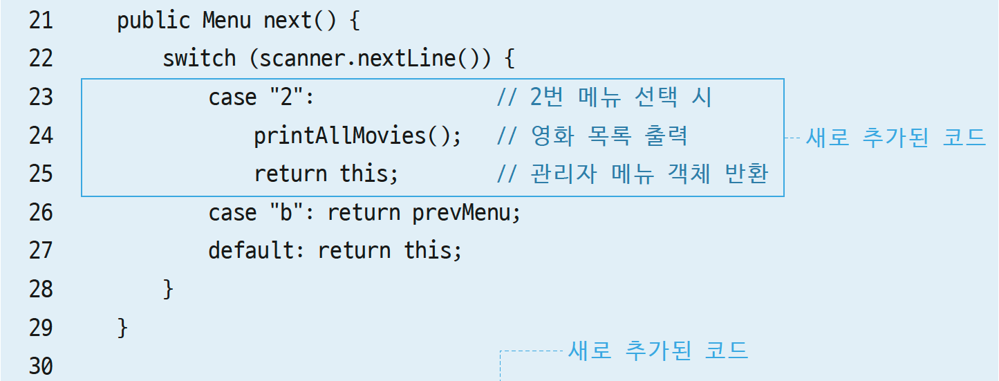 21 public Menu next() {
22 switch (scanner.nextLine()) {
23 case "2": // 2번 메뉴 선택 시
24 printAllMovies(); // 영화 목록 출력
새로 추가된 코드
25 return this; // 관리자 메뉴 객체 반환
26 case "b": return prevMenu;
27 default: return this;
28 }
29 }
새로 추가된 코드
30